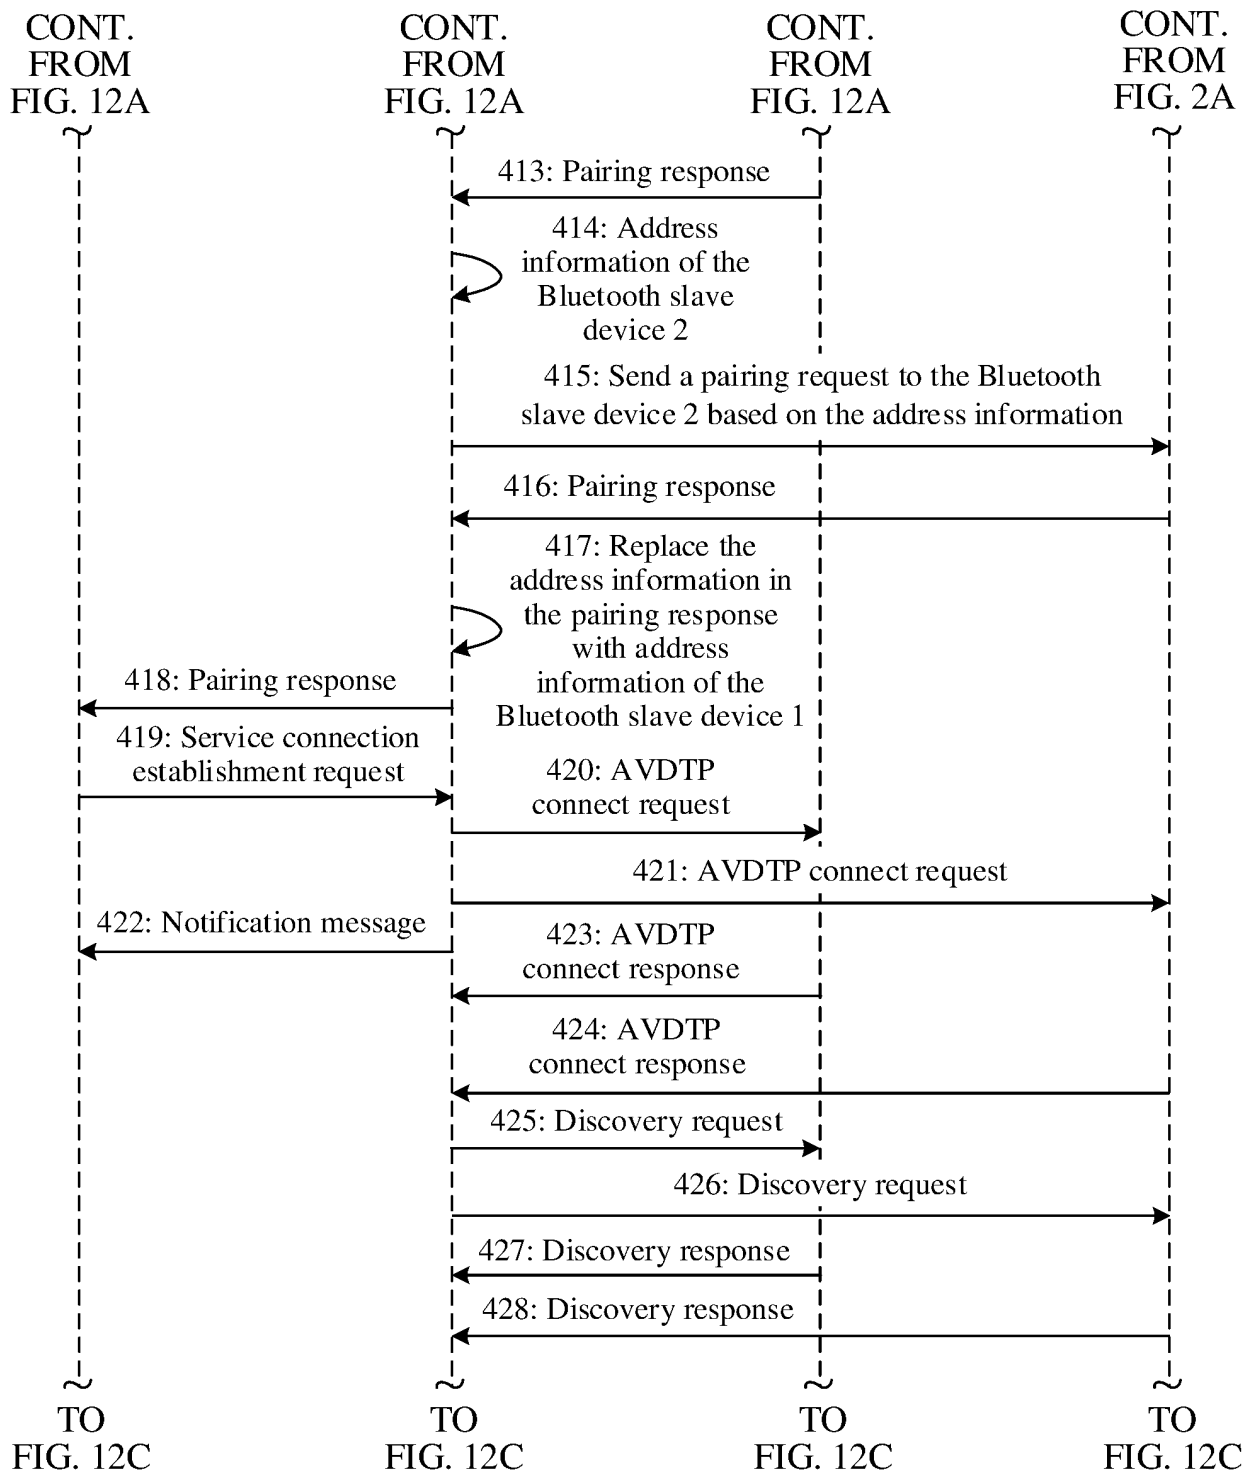 CONT.
FROM
FIG. 12A
CONT.
FROM
FIG. 12A
CONT.
FROM
FIG. 12A
CONT.
FROM
FIG. 2A
413: Pairing response
414: Address
information of the
Bluetooth slave
device 2
415: Send a pairing request to the Bluetooth
slave device 2 based on the address information
416: Pairing response
417: Replace the
address information in
the pairing response
with address
information of the
Bluetooth slave device 1
418: Pairing response
419: Service connection
establishment request
420: AVDTP
connect request
421: AVDTP connect request
422: Notification message
423: AVDTP
connect response
424: AVDTP
connect response
425: Discovery request
426: Discovery request
427: Discovery response
428: Discovery response
TO
FIG. 12C
TO
FIG. 12C
TO
FIG. 12C
TO
FIG. 12C